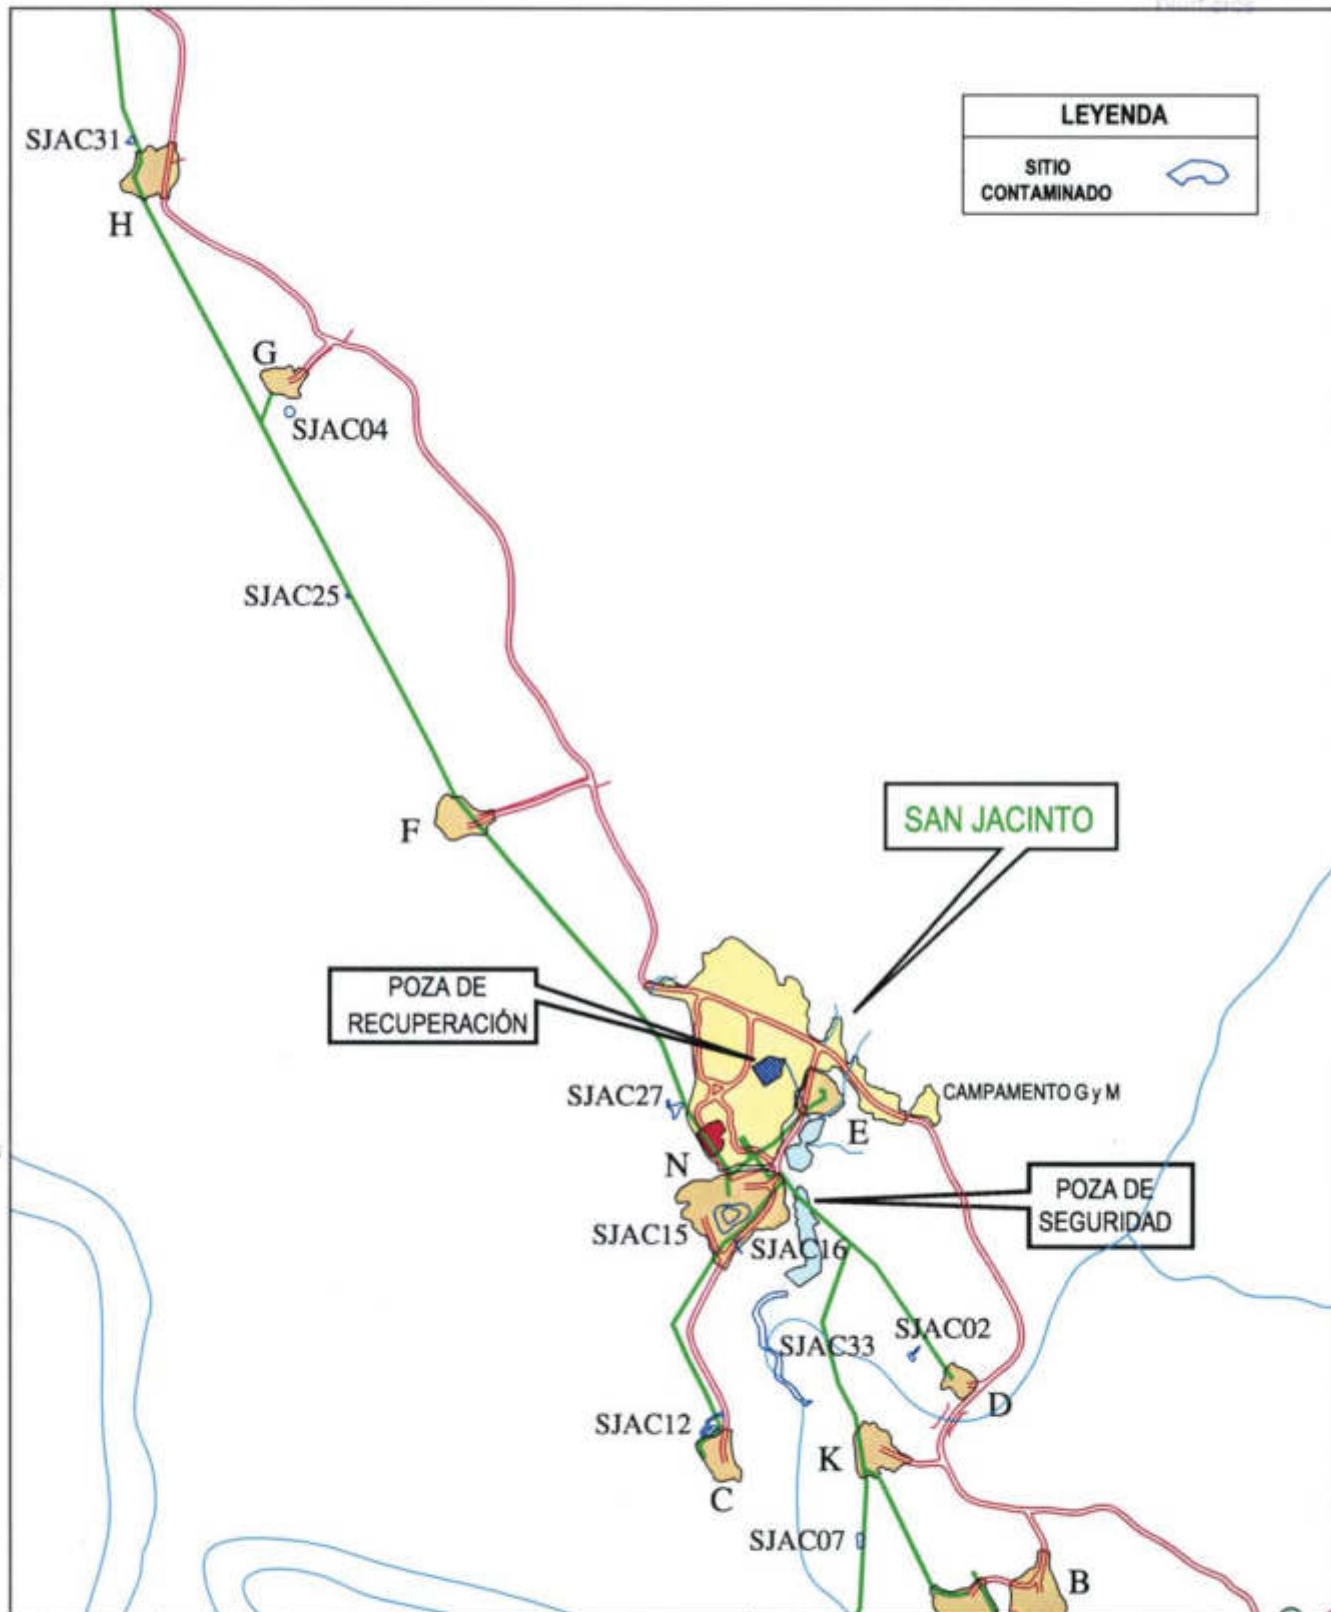 LEYENDA
SITIO
CONTAMINADO
SJAC31
H
G
SJAC04
SJAC25
F
SAN JACINTO
POZA DE
RECUPERACIÓN
SJAC27
CAMPAMENTO G y M
E
N
POZA DE
SEGURIDAD
SJAC15
SJAC16
SJAC02
SJAC33
D
SJAC12
K
C
SJAC07
B